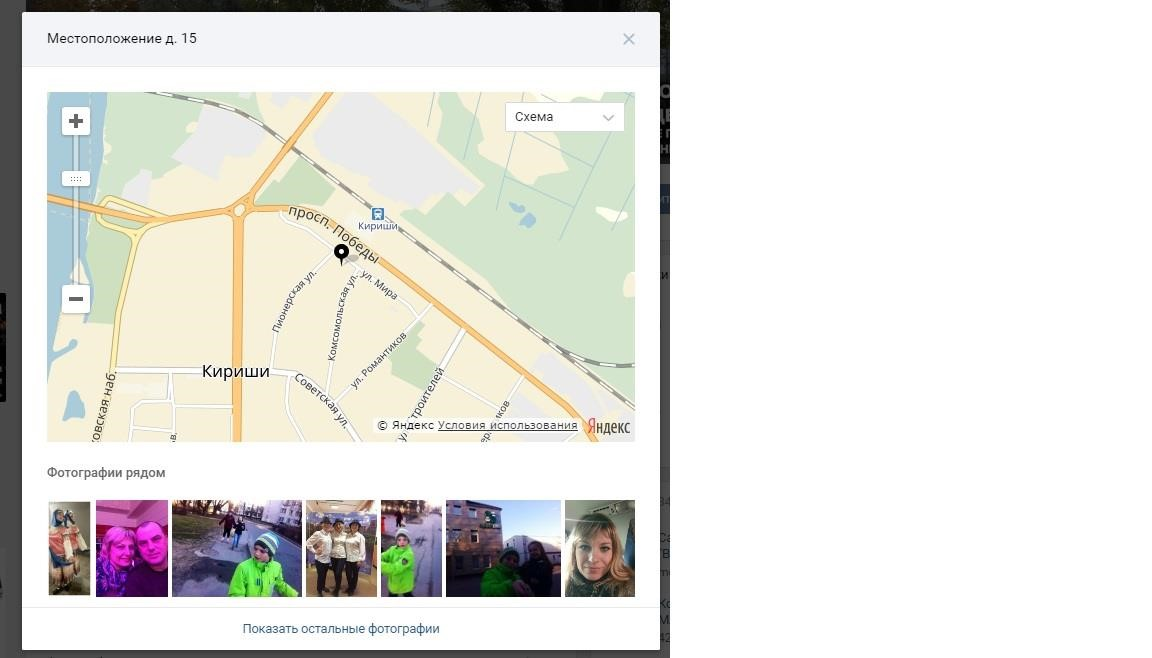 Местоположение д. 15
Схема
просп. Победы
Кириши
ул. Мира
Пионерская ул.
Комсомольская ул.
ул. Романтиков
Кириши
Советская ул.
© Яндекс Условия использования
Яндекс
Фотографии рядом
Показать остальные фотографии